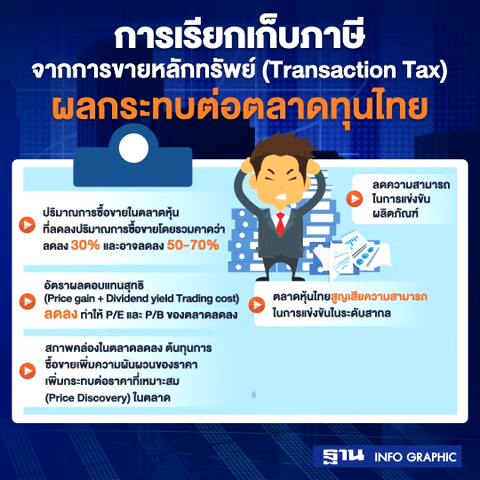 การเรียกเก็บภาษี
จากการขายหลักทรัพย์ (Transaction Tax)
ผลกระทบต่อตลาดทุนไทย
ปริมาณการซื้อขายในตลาดหุ้น
ที่ลดลงปริมาณการซื้อขายโดยรวมคาดว่า
ลดลง 30% และอาจลดลง 50-70%
อัตราผลตอบแทนสุทธิ
(Price gain + Dividend yield Trading cost)
ลดลง ทำให้ P/E และ P/B ของตลาดลดลง
สภาพคล่องในตลาดลดลง ต้นทุนการ
ซื้อขายเพิ่มความผันผวนของราคา
เพิ่มกระทบต่อราคาที่เหมาะสม
(Price Discovery) ในตลาด
ลดความสามารถ
ในการแข่งขัน
ผลิตภัณฑ์
ตลาดหุ้นไทยสูญเสียความสามารถ
ในการแข่งขันในระดับสากล
ฐาน INFO GRAPHIC